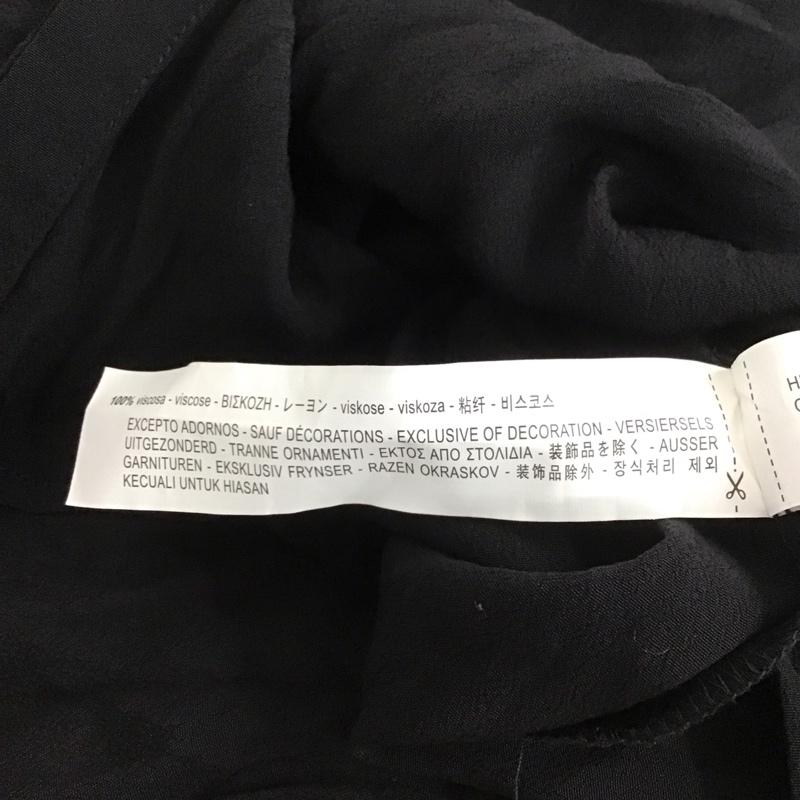 100% viscosa - viscose - ΒΙΣΚΟΖΗ - レーヨン - viskose - viskoza - 粘纤 - 비스코스
EXCEPTO ADORNOS - SAUF DÉCORATIONS - EXCLUSIVE OF DECORATION - VERSIERSELS
UITGEZONDERD - TRANNE ORNAMENTI - ΕΚΤΟΣ ΑΠΟ ΣΤΟΛΙΔΙΑ - 装飾品を除く - AUSSER
GARNITUREN - EKSKLUSIV FRYNSER - RAZEN OKRASKOV - 装饰品除外 - 장식처리 제외
KECUALI UNTUK HIASAN